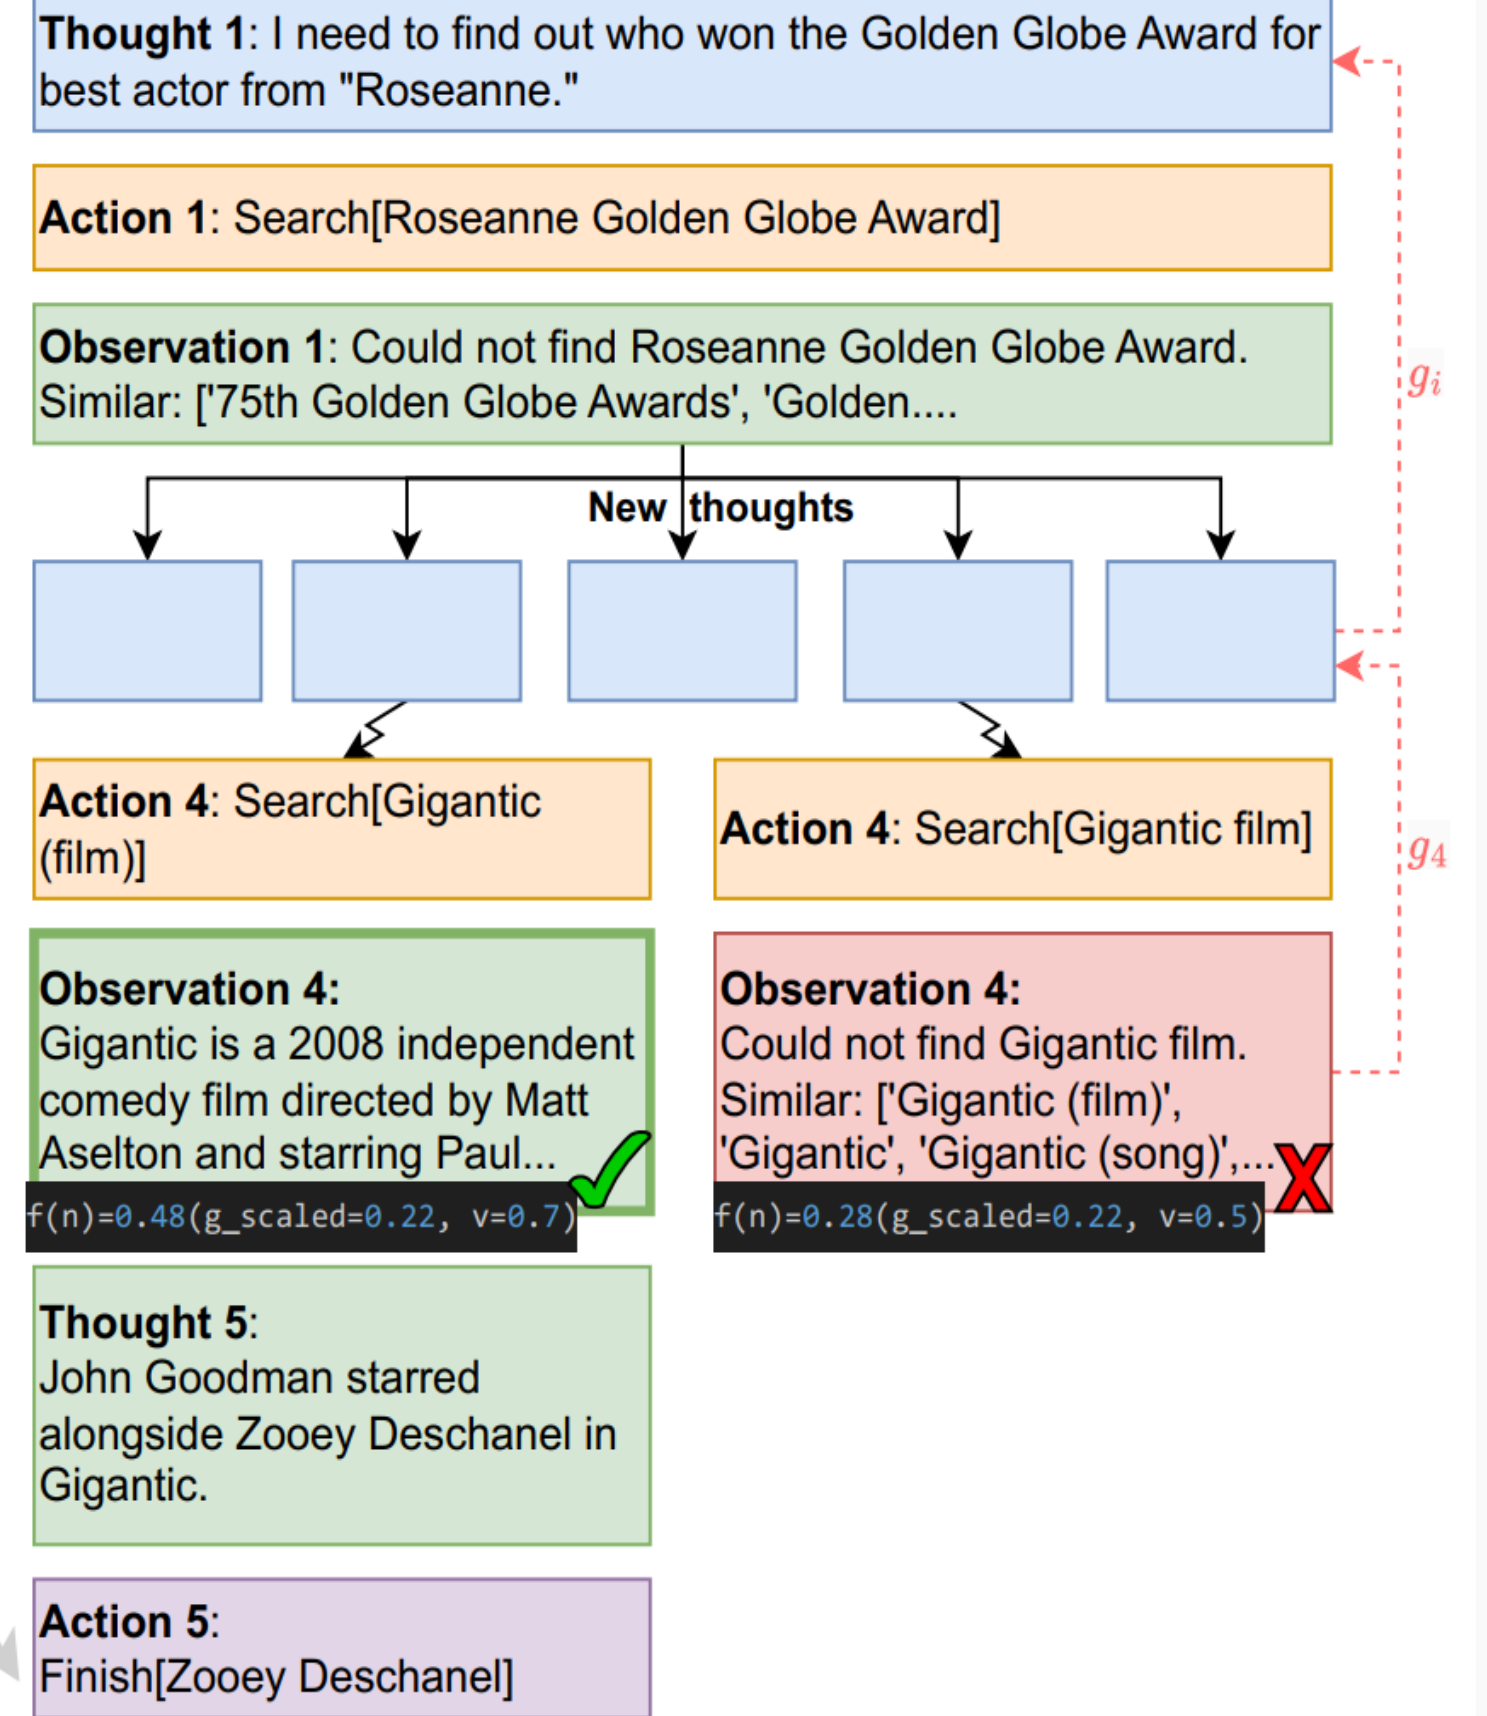 Thought 1: I need to find out who won the Golden Globe Award for
best actor from "Roseanne."
Action 1: Search[Roseanne Golden Globe Award]
Observation 1: Could not find Roseanne Golden Globe Award.
Similar: ['75th Golden Globe Awards', 'Golden....
g_i
New thoughts
Action 4: Search[Gigantic
(film)]
Action 4: Search[Gigantic film]
g_4
Observation 4:
Gigantic is a 2008 independent
comedy film directed by Matt
Aselton and starring Paul...
f(n)=0.48(g_scaled=0.22, v=0.7)
Observation 4:
Could not find Gigantic film.
Similar: ['Gigantic (film)',
'Gigantic', 'Gigantic (song)',...
f(n)=0.28(g_scaled=0.22, v=0.5)
Thought 5:
John Goodman starred
alongside Zooey Deschanel in
Gigantic.
Action 5:
Finish[Zooey Deschanel]